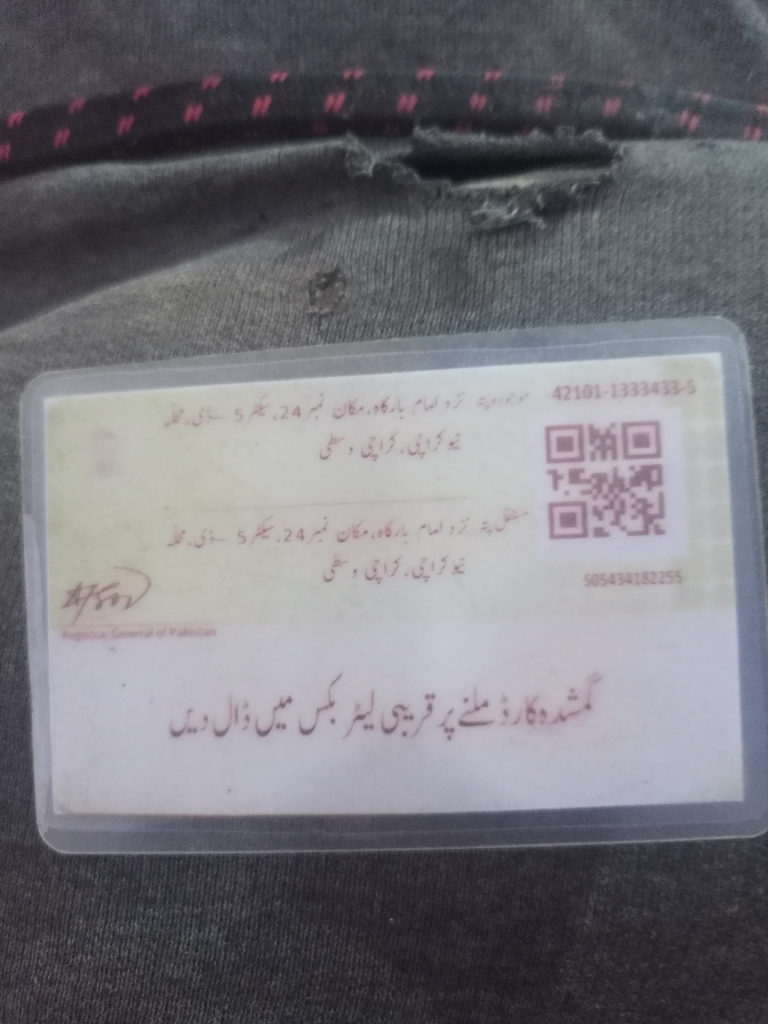 42101-1333433-5
موجودہ پتہ: نزد امام بارگاہ، مکان نمبر 24، سیکٹر 5 -ڈی، محلہ
نیو کراچی، کراچی وسطی
مستقل پتہ: نزد امام بارگاہ، مکان نمبر 24، سیکٹر 5 -ڈی، محلہ
نیو کراچی، کراچی وسطی
505434182255
Registrar General of Pakistan
گمشدہ کارڈ ملنے پر قریبی لیٹر بکس میں ڈال دیں